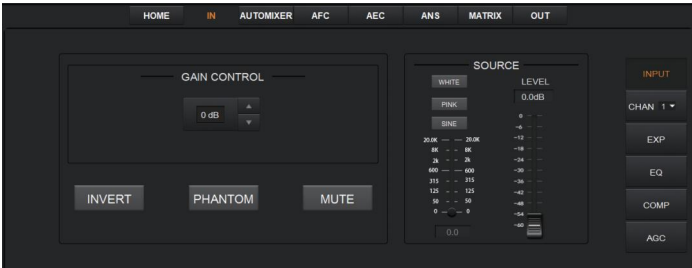 HOME IN AUTOMIXER AFC AEC ANS MATRIX OUT
GAIN CONTROL
0 dB
INVERT PHANTOM MUTE
SOURCE
WHITE
PINK
SINE
20.0K 20.0K
8K 8K
2k 2k
600 600
315 315
125 125
50 50
0 0
0.0
LEVEL
0.0dB
0
-6
-12
-18
-24
-30
-36
-42
-48
-54
-60
INPUT
CHAN 1
EXP
EQ
COMP
AGC